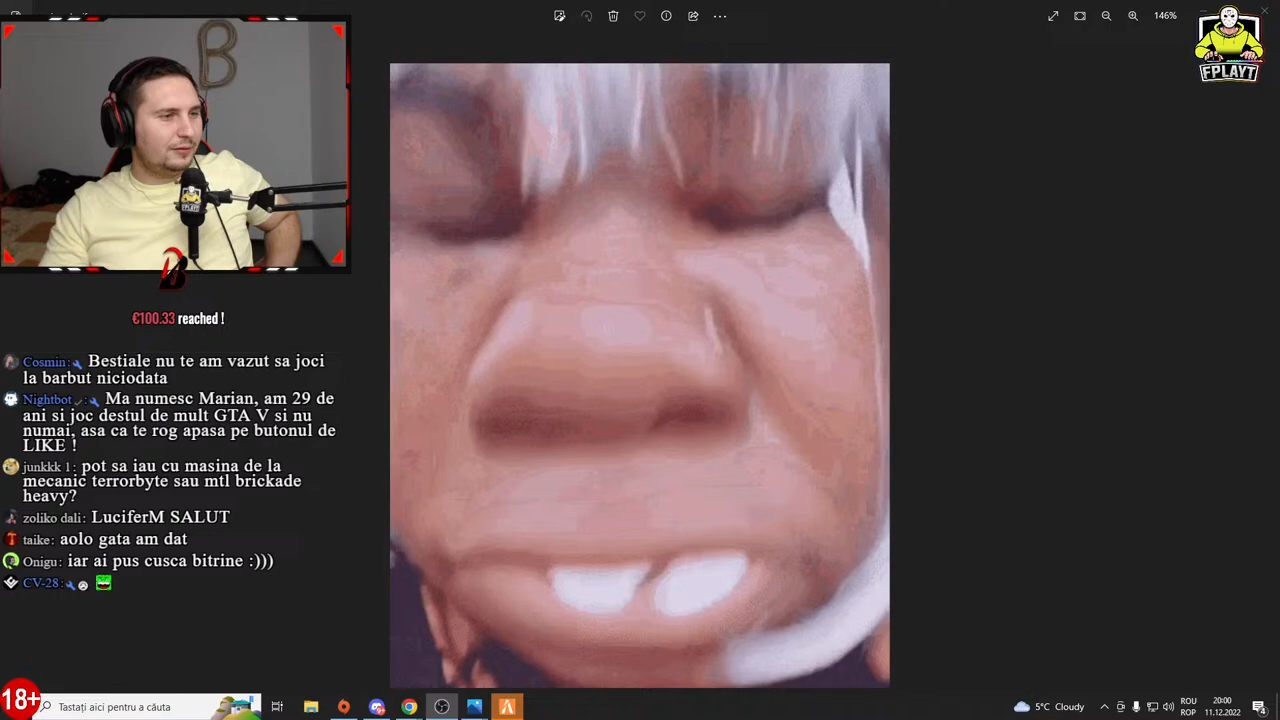 146%
FPLAYT
FPLAYT
€100.33 reached !
Cosmin: Bestiale nu te am vazut sa joci
la barbut niciodata
Nightbot : Ma numesc Marian, am 29 de
ani si joc destul de mult GTA V si nu
numai, asa ca te rog apasa pe butonul de
LIKE !
junkkk 1: pot sa iau cu masina de la
mecanic terrorbyte sau mtl brickade
heavy?
zoliko dali: LuciferM SALUT
taike: aolo gata am dat
Onigu: iar ai pus cusca bitrine :)))
CV-28:
18+
Tastați aici pentru a căuta
5°C Cloudy
ROU
ROP
20:00
11.12.2022
4